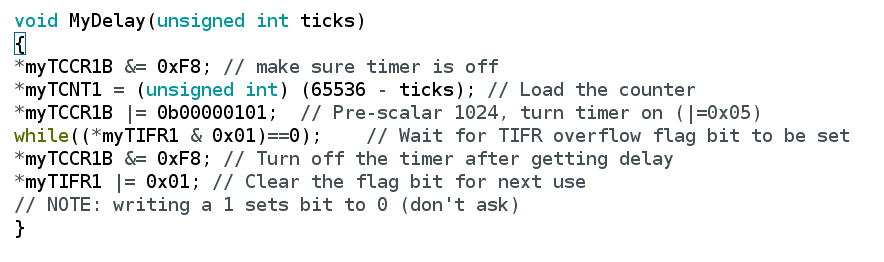 void MyDelay(unsigned int ticks)
{
*myTCCR1B &= 0xF8; // make sure timer is off
*myTCNT1 = (unsigned int) (65536 - ticks); // Load the counter
*myTCCR1B |= 0b00000101;  // Pre-scalar 1024, turn timer on (|=0x05)
while((*myTIFR1 & 0x01)==0);    // Wait for TIFR overflow flag bit to be set
*myTCCR1B &= 0xF8; // Turn off the timer after getting delay
*myTIFR1 |= 0x01; // Clear the flag bit for next use
// NOTE: writing a 1 sets bit to 0 (don't ask)
}